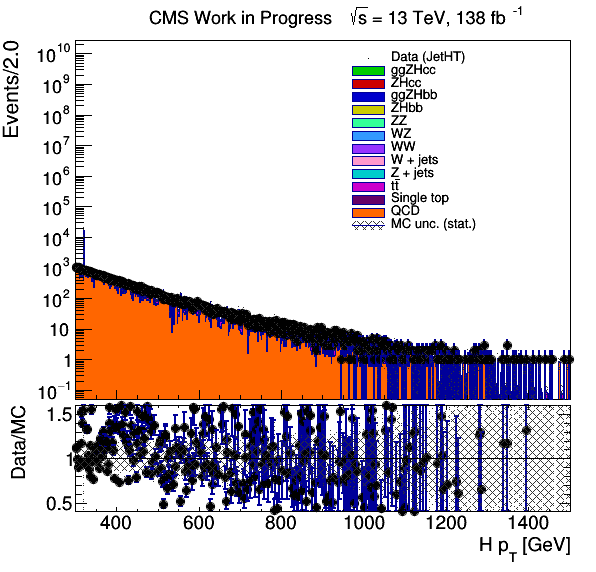 CMS Work in Progress √s = 13 TeV, 138 fb⁻¹
Events/2.0
10¹⁰
10⁹
10⁸
10⁷
10⁶
10⁵
10⁴
10³
10²
10
1
10⁻¹
Data (JetHT)
ggZHcc
ZHcc
ggZHbb
ZHbb
ZZ
WZ
WW
W + jets
Z + jets
tt̄
Single top
QCD
MC unc. (stat.)
Data/MC
1.5
1
0.5
400 600 800 1000 1200 1400
H p_T [GeV]